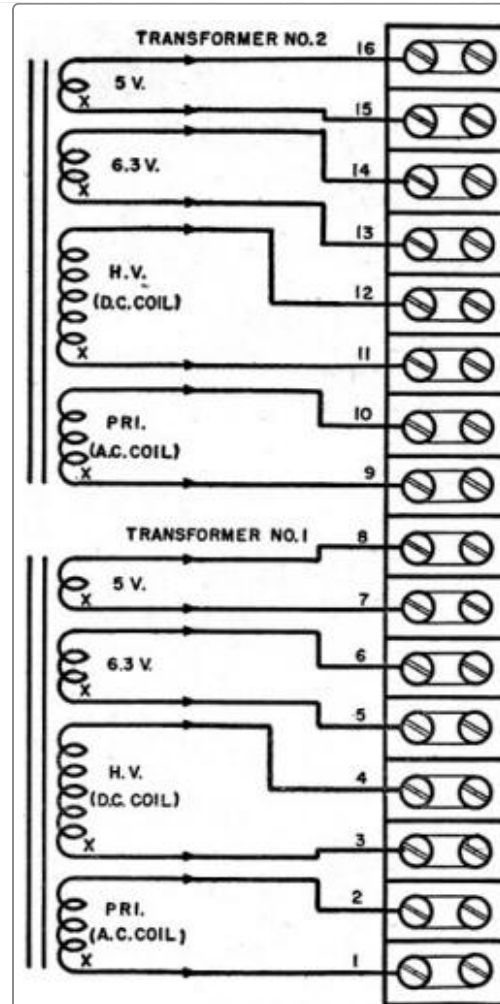 TRANSFORMER NO.2
16
5 V.
X
15
14
6.3 V.
X
13
H.V.
12
(D.C. COIL)
X
11
10
PRI.
(A.C. COIL)
X
9
TRANSFORMER NO.1
8
5 V.
X
7
6
6.3 V.
X
5
H.V.
4
(D.C. COIL)
X
3
2
PRI.
(A.C. COIL)
X
1